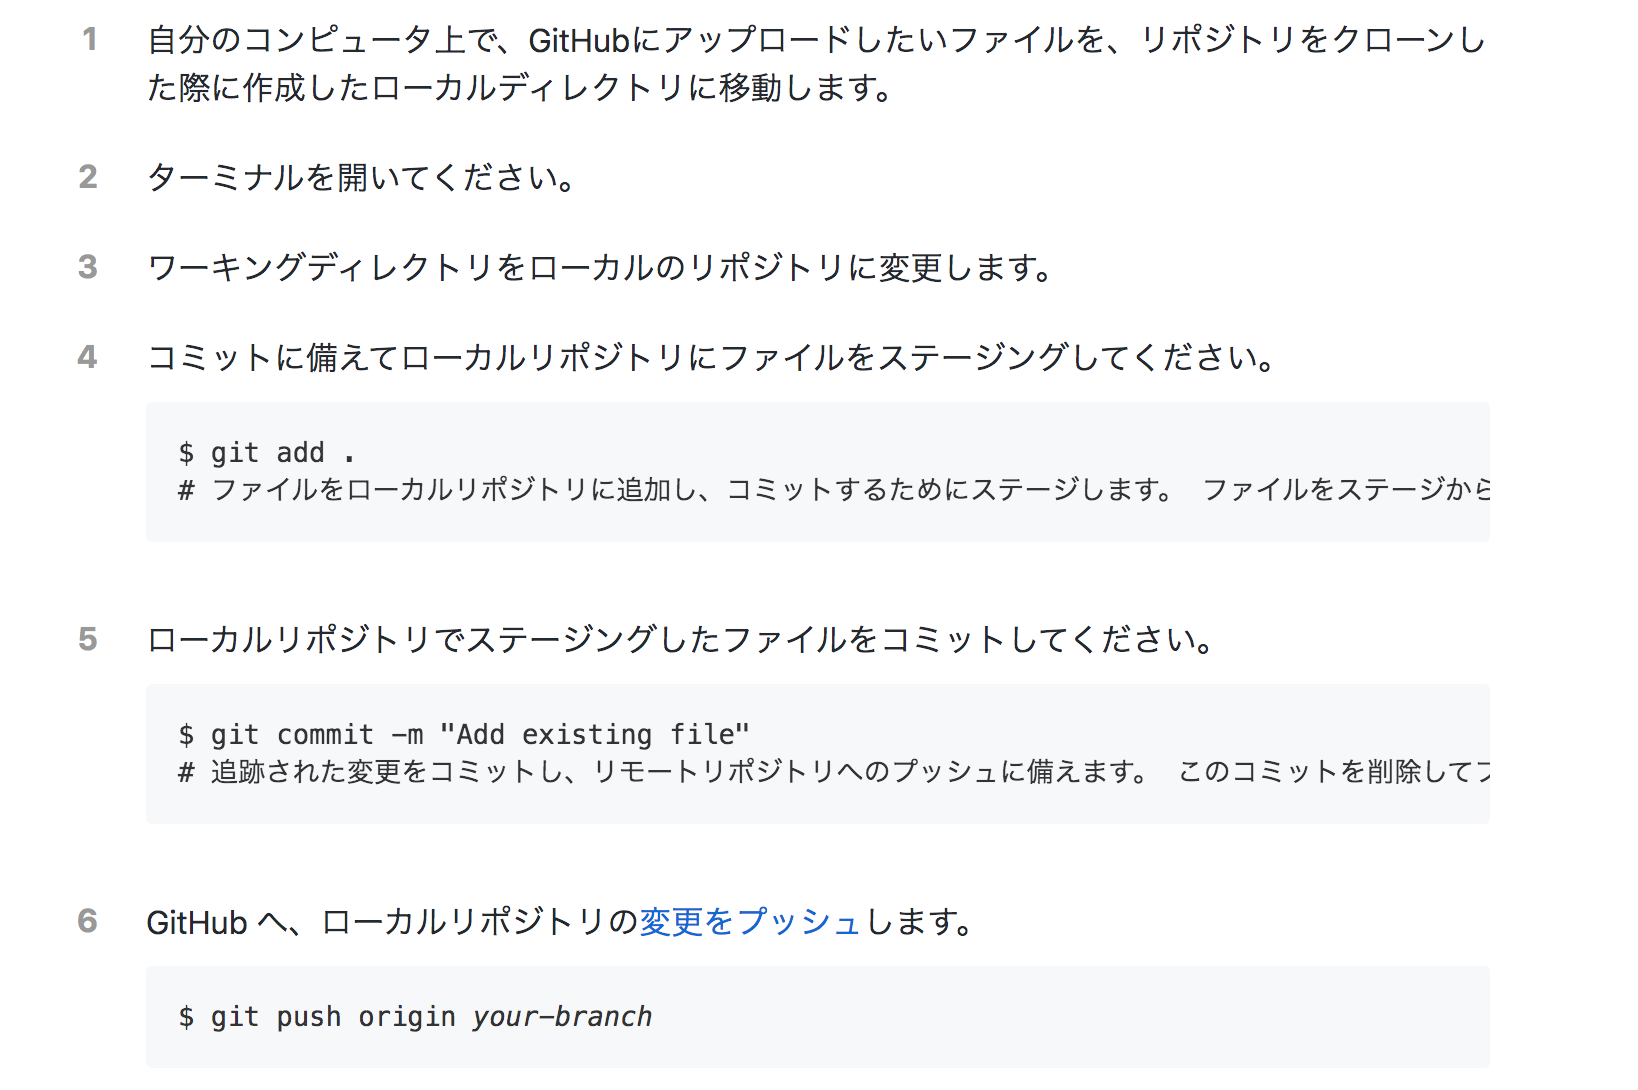 1 自分のコンピュータ上で、GitHubにアップロードしたいファイルを、リポジトリをクローンし
た際に作成したローカルディレクトリに移動します。
2 ターミナルを開いてください。
3 ワーキングディレクトリをローカルのリポジトリに変更します。
4 コミットに備えてローカルリポジトリにファイルをステージングしてください。
$ git add .
# ファイルをローカルリポジトリに追加し、コミットするためにステージします。 ファイルをステージから
5 ローカルリポジトリでステージングしたファイルをコミットしてください。
$ git commit -m "Add existing file"
# 追跡された変更をコミットし、リモートリポジトリへのプッシュに備えます。 このコミットを削除して
6 GitHub へ、ローカルリポジトリの変更をプッシュします。
$ git push origin your-branch